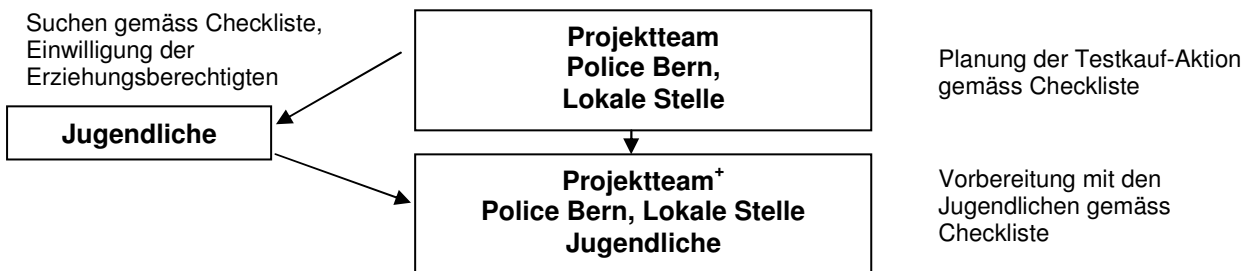 Suchen gemäss Checkliste,
Einwilligung der
Erziehungsberechtigten
Projektteam
Police Bern,
Lokale Stelle
Planung der Testkauf-Aktion
gemäss Checkliste
Jugendliche
Projektteam⁺
Police Bern, Lokale Stelle
Jugendliche
Vorbereitung mit den
Jugendlichen gemäss
Checkliste